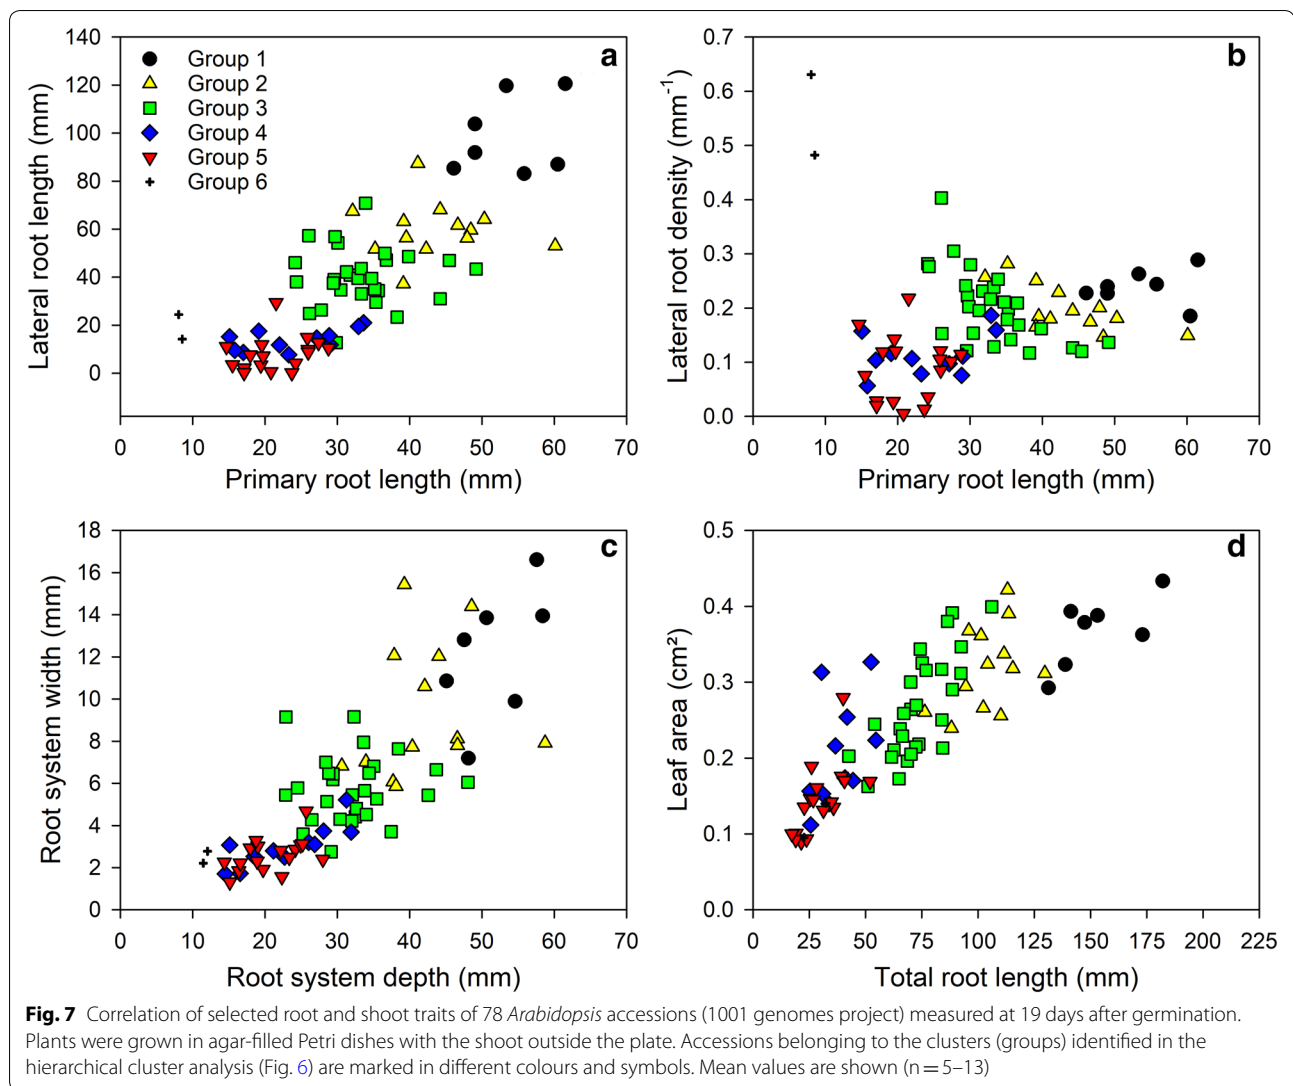 a
140
120
100
80
60
40
20
0
Lateral root length (mm)
Group 1
Group 2
Group 3
Group 4
Group 5
Group 6
0 10 20 30 40 50 60 70
Primary root length (mm)
b
0.7
0.6
0.5
0.4
0.3
0.2
0.1
0.0
Lateral root density (mm⁻¹)
0 10 20 30 40 50 60 70
Primary root length (mm)
c
18
16
14
12
10
8
6
4
2
0
Root system width (mm)
0 10 20 30 40 50 60 70
Root system depth (mm)
d
0.5
0.4
0.3
0.2
0.1
0.0
Leaf area (cm²)
0 25 50 75 100 125 150 175 200 225
Total root length (mm)
Fig. 7 Correlation of selected root and shoot traits of 78 Arabidopsis accessions (1001 genomes project) measured at 19 days after germination.
Plants were grown in agar-filled Petri dishes with the shoot outside the plate. Accessions belonging to the clusters (groups) identified in the
hierarchical cluster analysis (Fig. 6) are marked in different colours and symbols. Mean values are shown (n = 5–13)